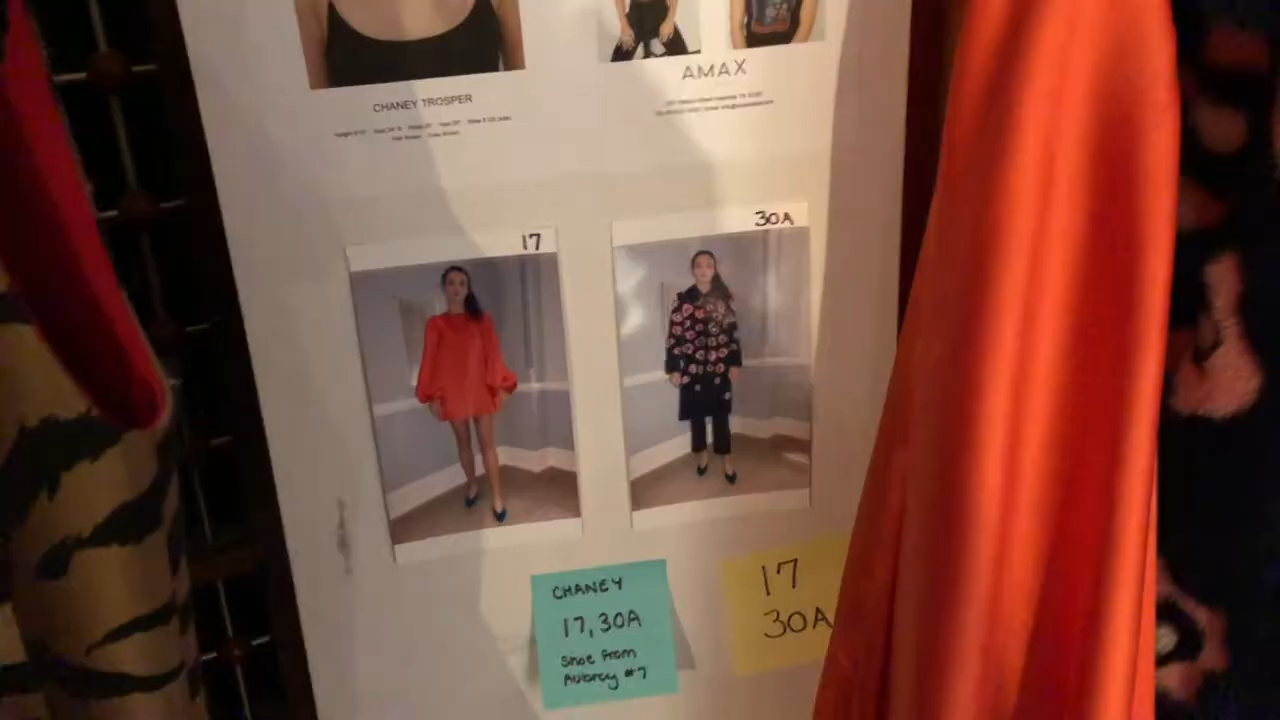 AMAX
CHANEY TROSPER
17
30A
CHANEY
17, 30A
Shoe From
Aubrey #7
17
30A